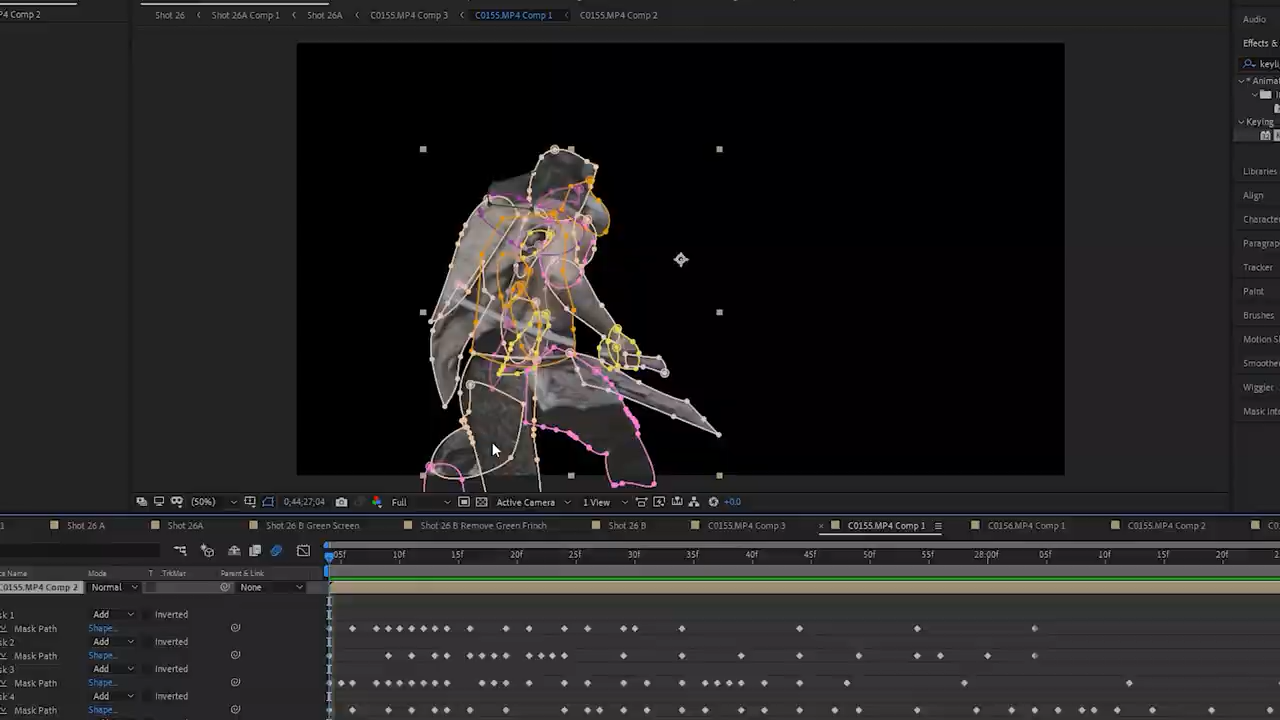 P4 Comp 2
Shot 26 Shot 26A Comp 1 Shot 26A C0155.MP4 Comp 3 C0155.MP4 Comp 1 C0155.MP4 Comp 2
Audio
Effects &
keyli
* Animat
In
Keying
K
Libraries
Align
Characte
Paragrap
Tracker
Paint
Brushes
Motion Sk
Smoothe
Wiggler
Mask Int
(50%) 0;44;27;04 Full Active Camera 1 View +0.0
1 Shot 26 A Shot 26A Shot 26 B Green Screen Shot 26 B Remove Green Frinch Shot 26 B C0155.MP4 Comp 3 C0155.MP4 Comp 1 C0156.MP4 Comp 1 C0155.MP4 Comp 2 C0
05f 10f 15f 20f 25f 30f 35f 40f 45f 50f 55f 28:00f 05f 10f 15f 20f 2
ce Name Mode T .TrkMat Parent & Link
C0155.MP4 Comp 2 Normal None
sk 1 Add Inverted
Mask Path Shape...
sk 2 Add Inverted
Mask Path Shape...
sk 3 Add Inverted
Mask Path Shape...
sk 4 Add Inverted
Mask Path Shape...